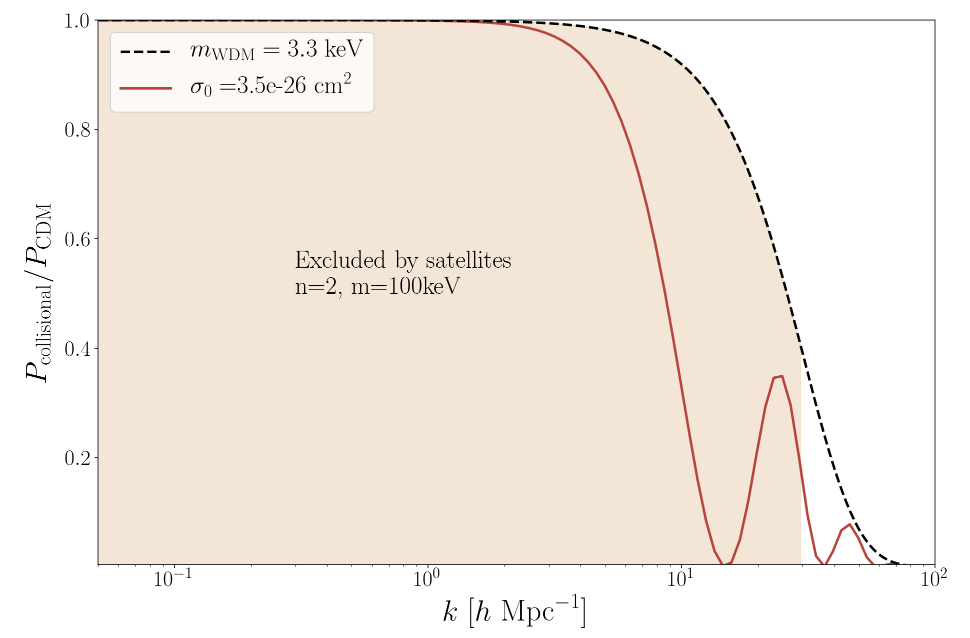 1.0
0.8
0.6
0.4
0.2
P_collisional/P_CDM
m_WDM = 3.3 keV
σ_0 =3.5e-26 cm^2
Excluded by satellites
n=2, m=100keV
10^−1
10^0
10^1
10^2
k [h Mpc^−1]